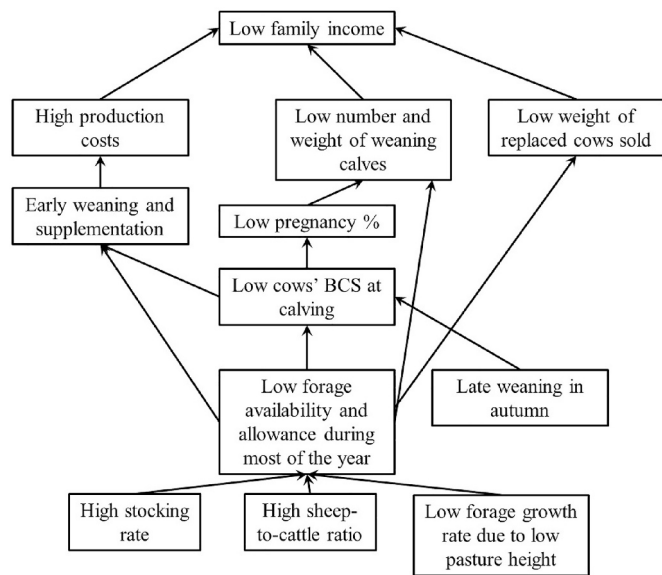 Low family income
High production
costs
Low number and
weight of weaning
calves
Low weight of
replaced cows sold
Early weaning and
supplementation
Low pregnancy %
Low cows' BCS at
calving
Low forage
availability and
allowance during
most of the year
Late weaning in
autumn
High stocking
rate
High sheep-
to-cattle ratio
Low forage growth
rate due to low
pasture height